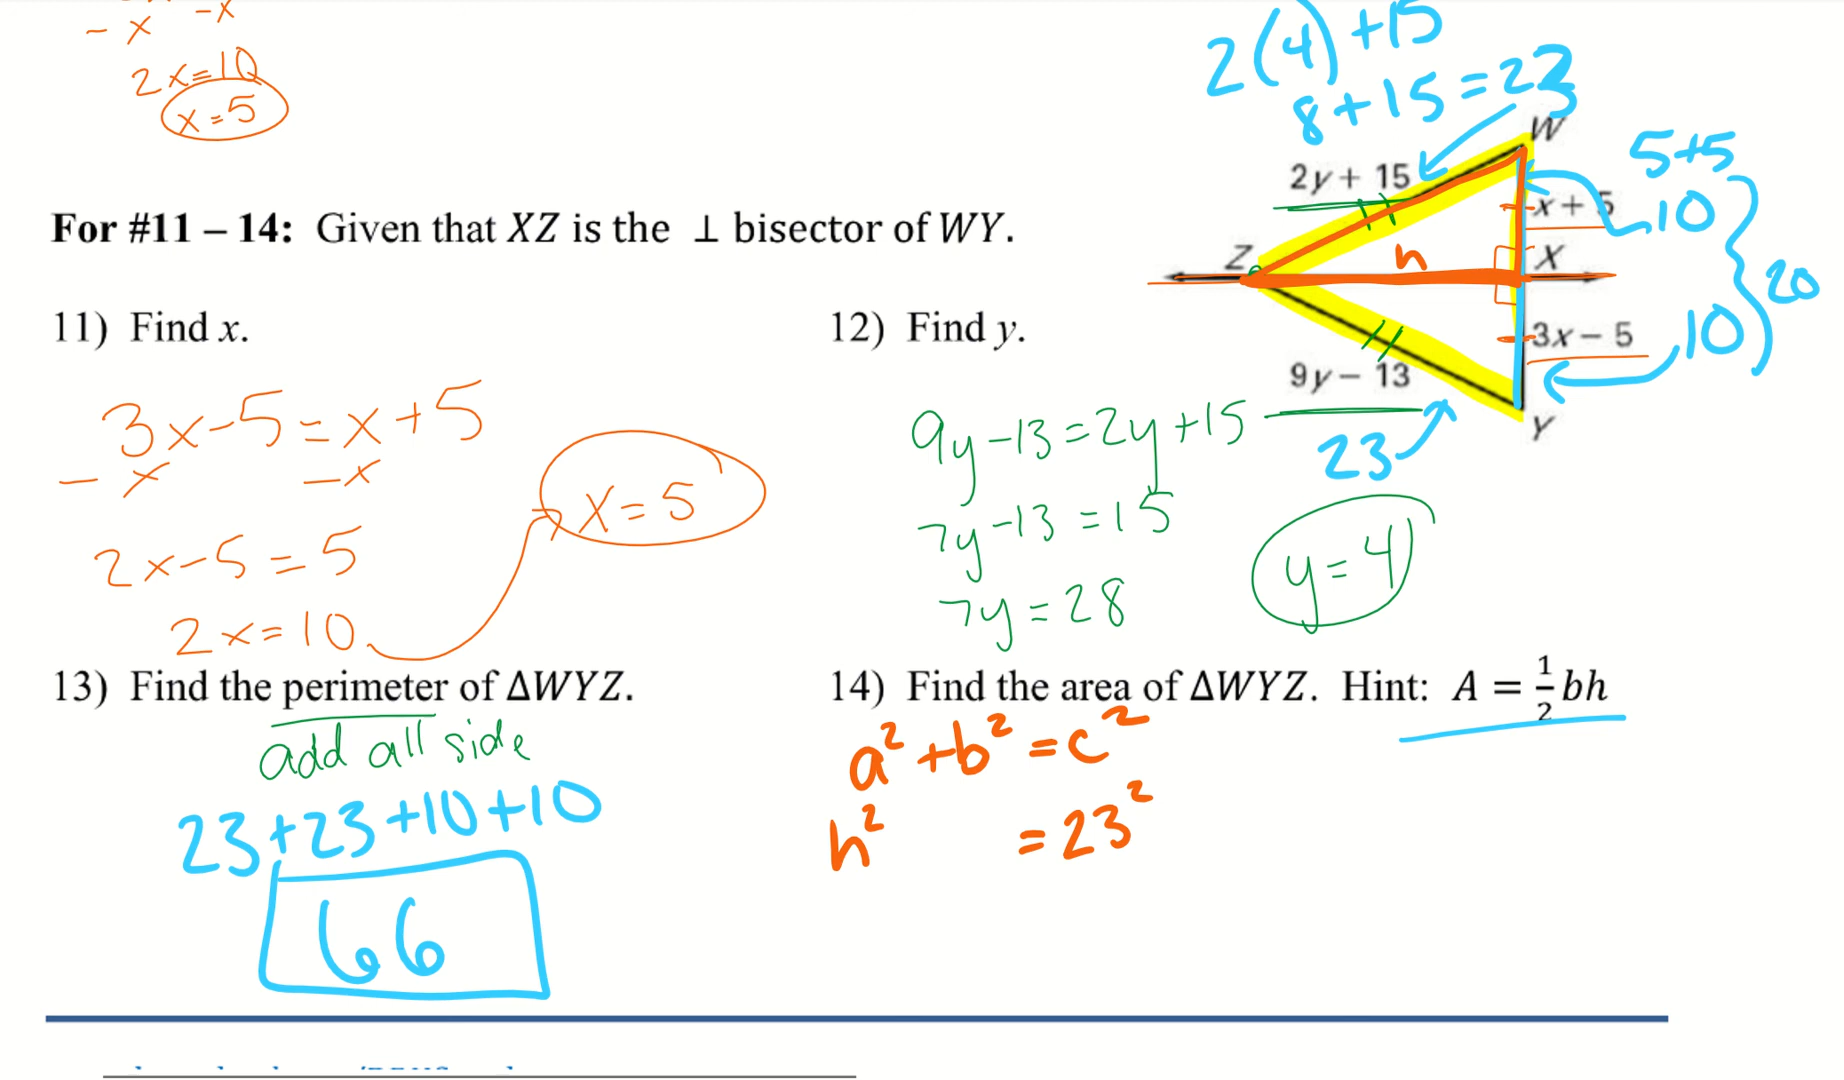 - x -x
2x=10
x=5
2(4)+15
8+15=23
W
2y + 15
x + 5
5+5
10
For #11 – 14: Given that XZ is the ⊥ bisector of WY.
Z
h
X
20
11) Find x.
12) Find y.
3x – 5
10
9y – 13
23
Y
3x-5=x+5
- x -x
2x-5=5
2x=10
x=5
9y-13=2y+15
7y-13=15
7y=28
y=4
13) Find the perimeter of ΔWYZ.
add all side
23+23+10+10
66
14) Find the area of ΔWYZ. Hint: A = 1/2 bh
a²+b²=c²
h² =23²